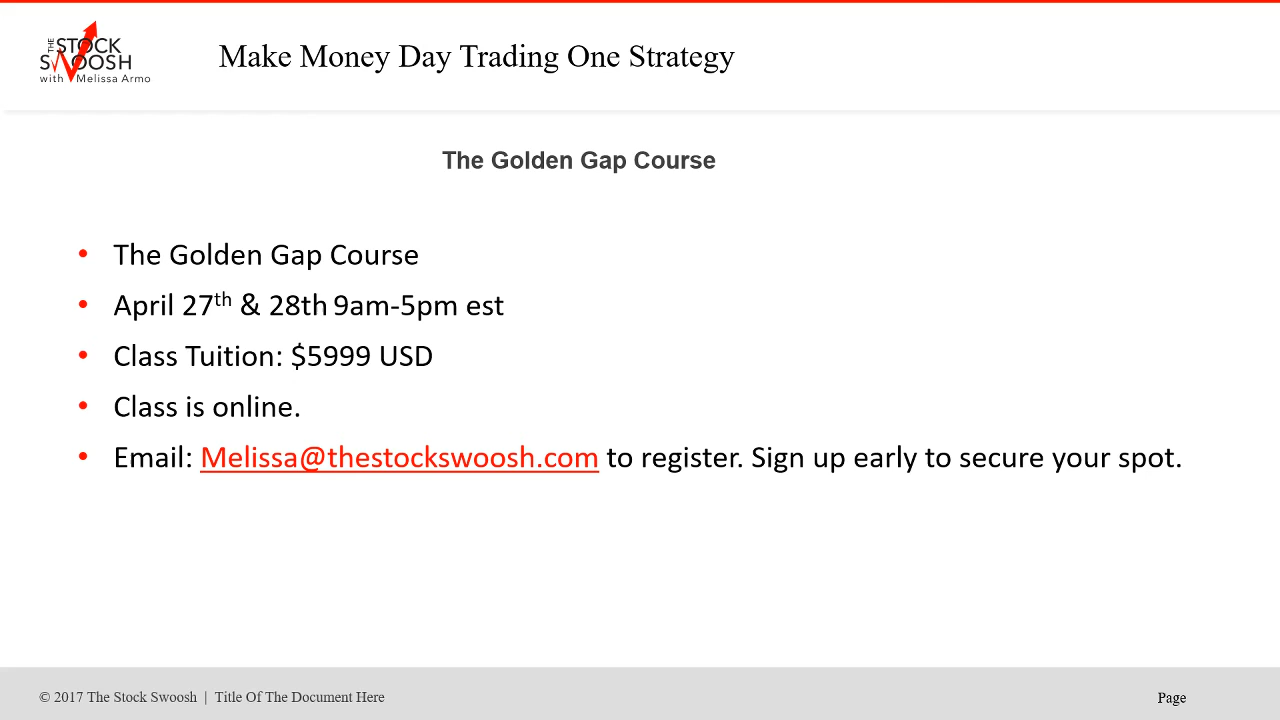 THE STOCK
SWOOSH
with Melissa Armo
Make Money Day Trading One Strategy
The Golden Gap Course
• The Golden Gap Course
• April 27th & 28th 9am-5pm est
• Class Tuition: $5999 USD
• Class is online.
• Email: Melissa@thestockswoosh.com to register. Sign up early to secure your spot.
© 2017 The Stock Swoosh | Title Of The Document Here
Page